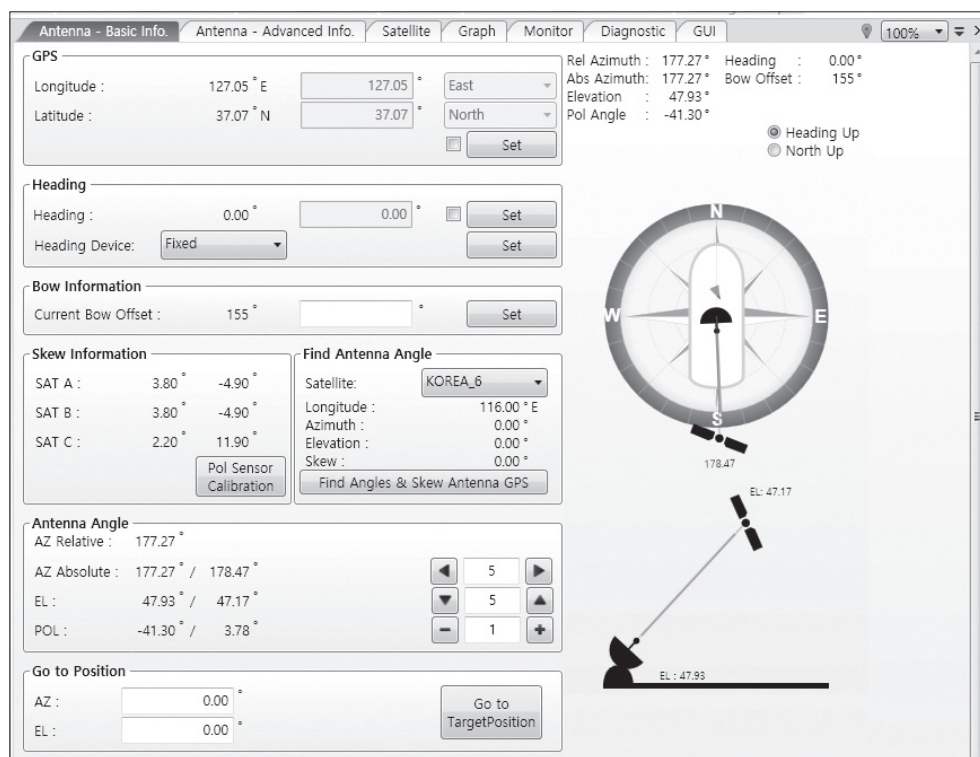 Antenna - Basic Info. Antenna - Advanced Info. Satellite Graph Monitor Diagnostic GUI 100%
GPS
Longitude : 127.05 ° E 127.05 ° East
Latitude : 37.07 ° N 37.07 ° North
Set
Heading
Heading : 0.00 ° 0.00 ° Set
Heading Device: Fixed Set
Bow Information
Current Bow Offset : 155 ° ° Set
Skew Information
SAT A : 3.80 ° -4.90 °
SAT B : 3.80 ° -4.90 °
SAT C : 2.20 ° 11.90 °
Pol Sensor
Calibration
Find Antenna Angle
Satellite: KOREA_6
Longitude : 116.00 ° E
Azimuth : 0.00 °
Elevation : 0.00 °
Skew : 0.00 °
Find Angles & Skew Antenna GPS
Antenna Angle
AZ Relative : 177.27 °
AZ Absolute : 177.27 ° / 178.47 ° 5
EL : 47.93 ° / 47.17 ° 5
POL : -41.30 ° / 3.78 ° 1
Go to Position
AZ : 0.00 °
EL : 0.00 °
Go to
TargetPosition
Rel Azimuth : 177.27 ° Heading : 0.00 °
Abs Azimuth: 177.27 ° Bow Offset : 155 °
Elevation : 47.93 °
Pol Angle : -41.30 °
Heading Up
North Up
N
W E
S
178.47
EL: 47.17
EL : 47.93